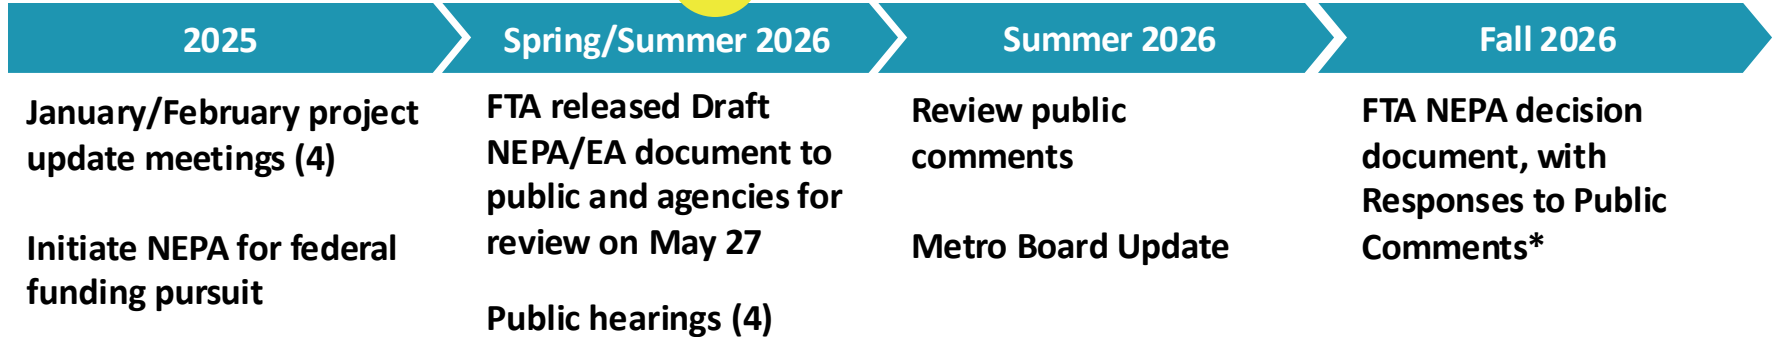 2025
January/February project
update meetings (4)
Initiate NEPA for federal
funding pursuit
Spring/Summer 2026
FTA released Draft
NEPA/EA document to
public and agencies for
review on May 27
Public hearings (4)
Summer 2026
Review public
comments
Metro Board Update
Fall 2026
FTA NEPA decision
document, with
Responses to Public
Comments*